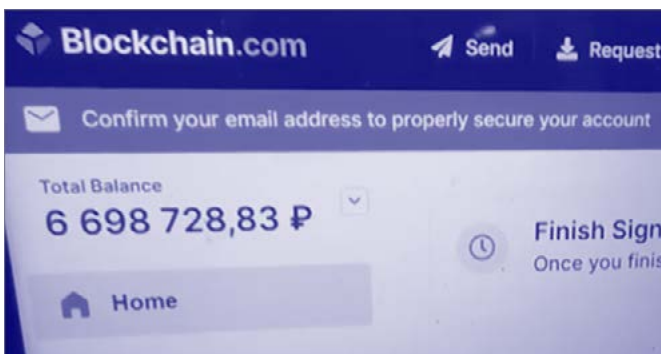 Blockchain.com
Send
Request
Confirm your email address to properly secure your account
Total Balance
6 698 728,83 ₽
Finish Sign
Once you finis
Home